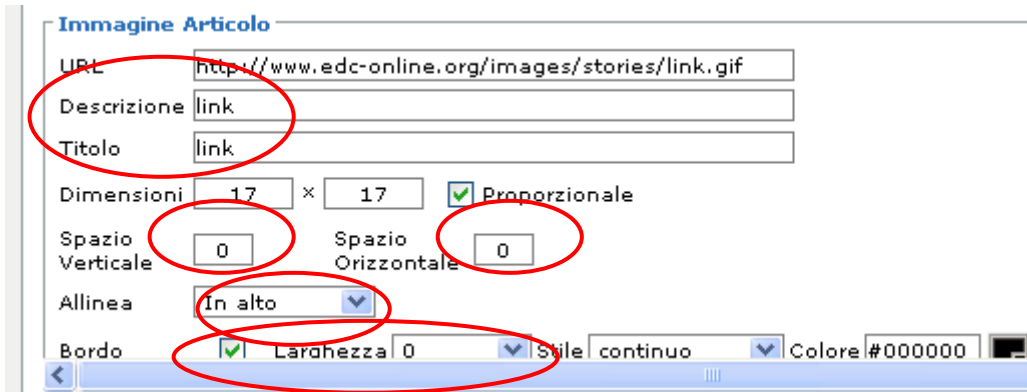 Immagine Articolo
URL http://www.edc-online.org/images/stories/link.gif
Descrizione link
Titolo link
Dimensioni 17 × 17 Proporzionale
Spazio Verticale 0 Spazio Orizzontale 0
Allinea In alto
Bordo Larghezza 0 Stile continuo Colore #000000